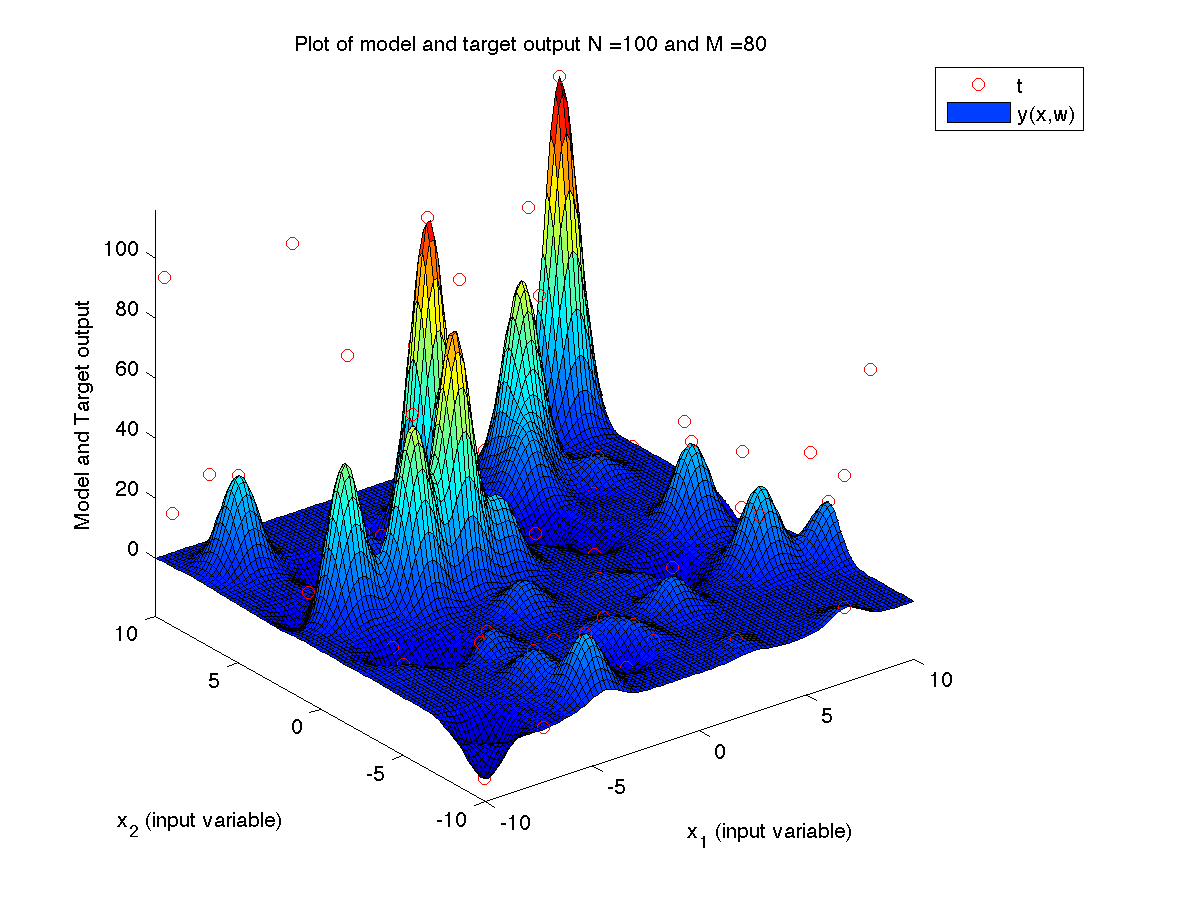 Plot of model and target output N =100 and M =80
t
y(x,w)
100
80
60
40
20
0
Model and Target output
10
5
0
-5
-10
x2 (input variable)
-10
-5
0
5
10
x1 (input variable)